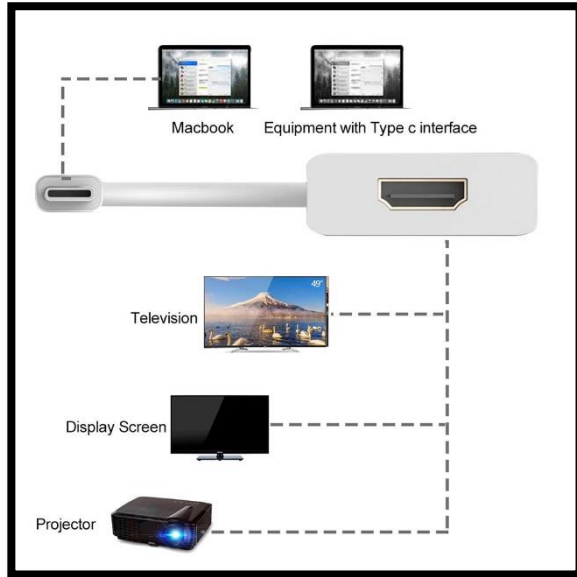 Macbook
Equipment with Type c interface
49"
Television
Display Screen
Projector